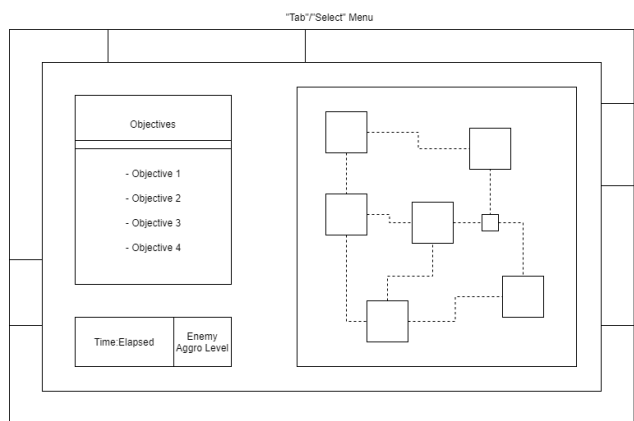 "Tab"/"Select" Menu
Objectives
- Objective 1
- Objective 2
- Objective 3
- Objective 4
Time:Elapsed
Enemy
Aggro Level